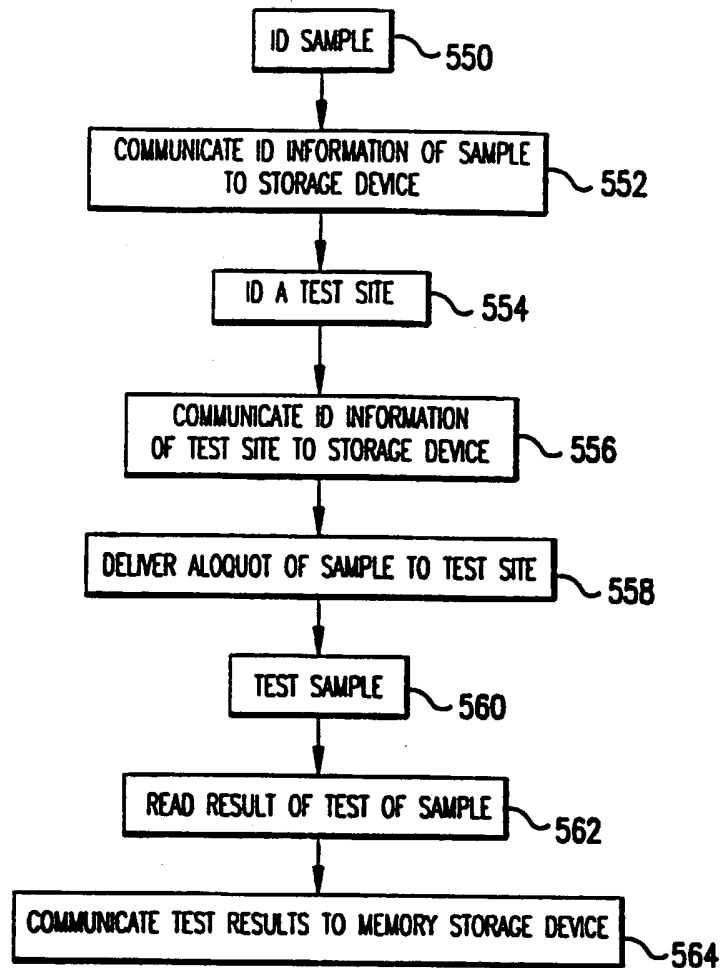 ID SAMPLE
550
COMMUNICATE ID INFORMATION OF SAMPLE
TO STORAGE DEVICE
552
ID A TEST SITE
554
COMMUNICATE ID INFORMATION
OF TEST SITE TO STORAGE DEVICE
556
DELIVER ALOQUOT OF SAMPLE TO TEST SITE
558
TEST SAMPLE
560
READ RESULT OF TEST OF SAMPLE
562
COMMUNICATE TEST RESULTS TO MEMORY STORAGE DEVICE
564